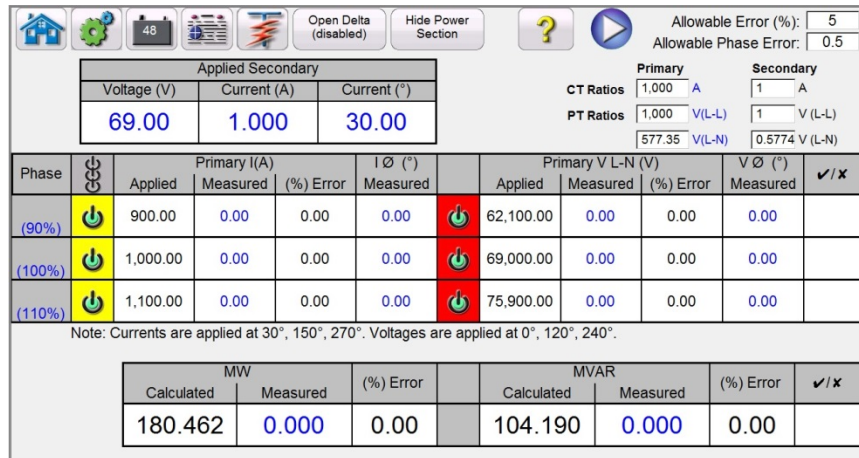 48
Open Delta (disabled)
Hide Power Section
?
Allowable Error (%): 5
Allowable Phase Error: 0.5
Applied Secondary
Voltage (V) Current (A) Current (°)
69.00 1.000 30.00
Primary Secondary
CT Ratios 1,000 A 1 A
PT Ratios 1,000 V(L-L) 1 V (L-L)
577.35 V(L-N) 0.5774 V (L-N)
Phase Primary I(A) I Ø (°) Primary V L-N (V) V Ø (°) ✔/✘
Applied Measured (%) Error Measured Applied Measured (%) Error Measured
(90%) 900.00 0.00 0.00 0.00 62,100.00 0.00 0.00 0.00
(100%) 1,000.00 0.00 0.00 0.00 69,000.00 0.00 0.00 0.00
(110%) 1,100.00 0.00 0.00 0.00 75,900.00 0.00 0.00 0.00
Note: Currents are applied at 30°, 150°, 270°. Voltages are applied at 0°, 120°, 240°.
MW (%) Error MVAR (%) Error ✔/✘
Calculated Measured Calculated Measured
180.462 0.000 0.00 104.190 0.000 0.00